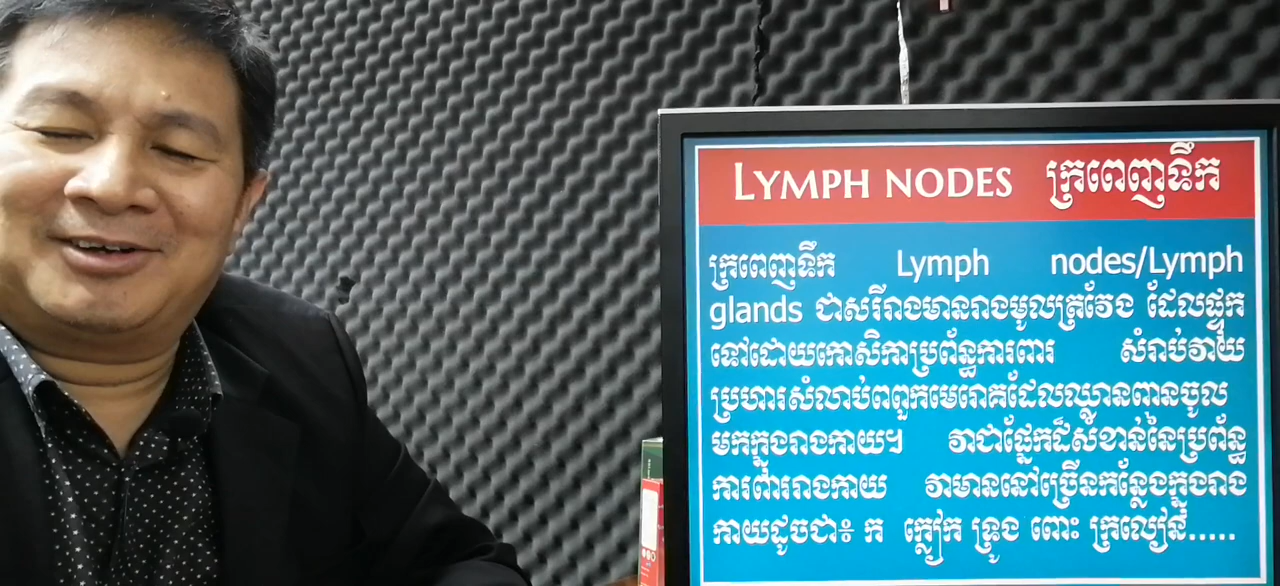 LYMPH NODES ក្រពេញទឹក
ក្រពេញទឹក Lymph nodes/Lymph
glands ជាសរីរាងមានរាងមូលត្រវែង ដែលផ្ទុក
ទៅដោយកោសិកាប្រព័ន្ធការពារ សំរាប់វាយ
ប្រហារសំលាប់ពពួកមេរោគដែលឈ្លានពានចូល
មកក្នុងរាងកាយ។ វាជាផ្នែកដ៏សំខាន់នៃប្រព័ន្ធ
ការពាររាងកាយ វាមាននៅច្រើនកន្លែងក្នុងរាង
កាយដូចជា៖ ក ក្លៀក ទ្រូង ពោះ ក្រលៀន.....